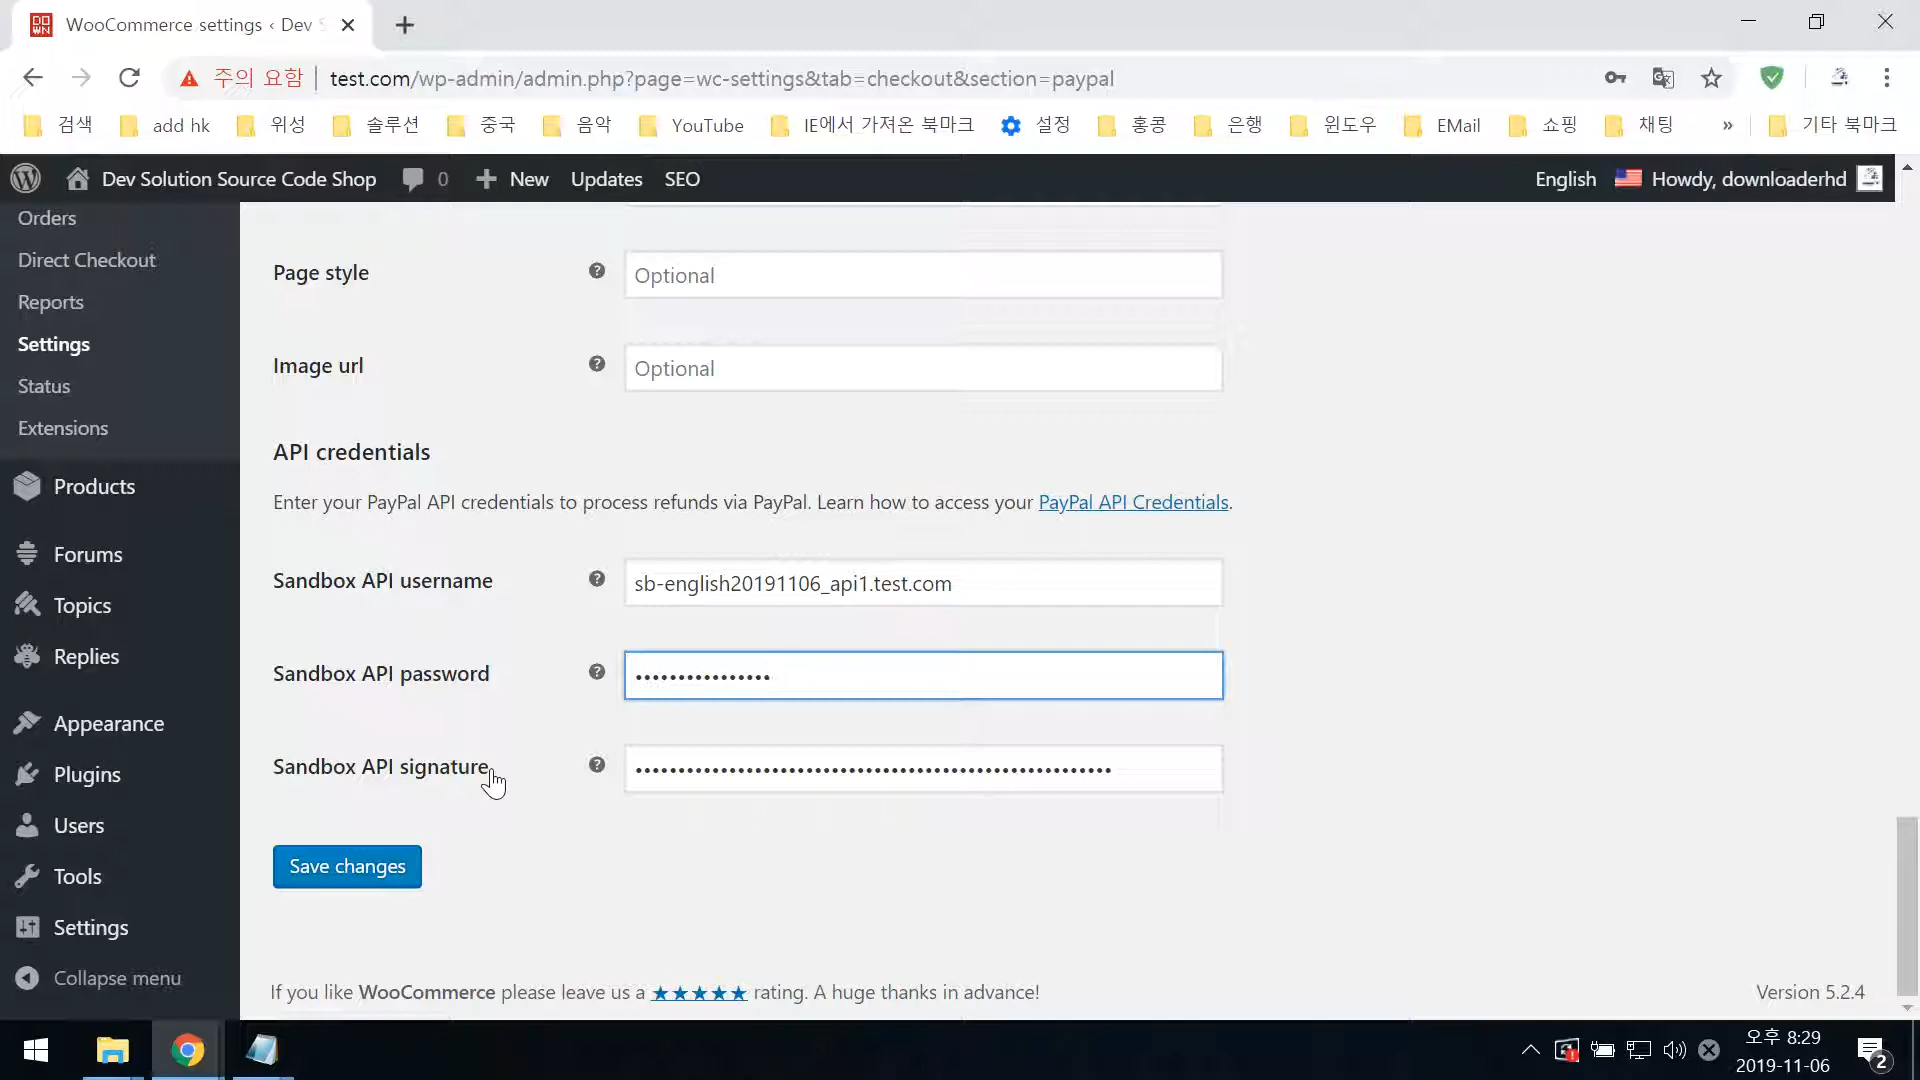 WooCommerce settings ‹ Dev S
주의 요함 test.com/wp-admin/admin.php?page=wc-settings&tab=checkout&section=paypal
검색 add hk 위성 솔루션 중국 음악 YouTube IE에서 가져온 북마크 설정 홍콩 은행 윈도우 EMail 쇼핑 채팅 » 기타 북마크
Dev Solution Source Code Shop 0 New Updates SEO English Howdy, downloaderhd
Orders
Direct Checkout
Reports
Settings
Status
Extensions
Products
Forums
Topics
Replies
Appearance
Plugins
Users
Tools
Settings
Collapse menu
Page style Optional
Image url Optional
API credentials
Enter your PayPal API credentials to process refunds via PayPal. Learn how to access your PayPal API Credentials.
Sandbox API username sb-english20191106_api1.test.com
Sandbox API password ••••••••••••••••
Sandbox API signature ••••••••••••••••••••••••••••••••••••••••••••••••••••••••
Save changes
If you like WooCommerce please leave us a ★★★★★ rating. A huge thanks in advance!
Version 5.2.4
오후 8:29
2019-11-06
2